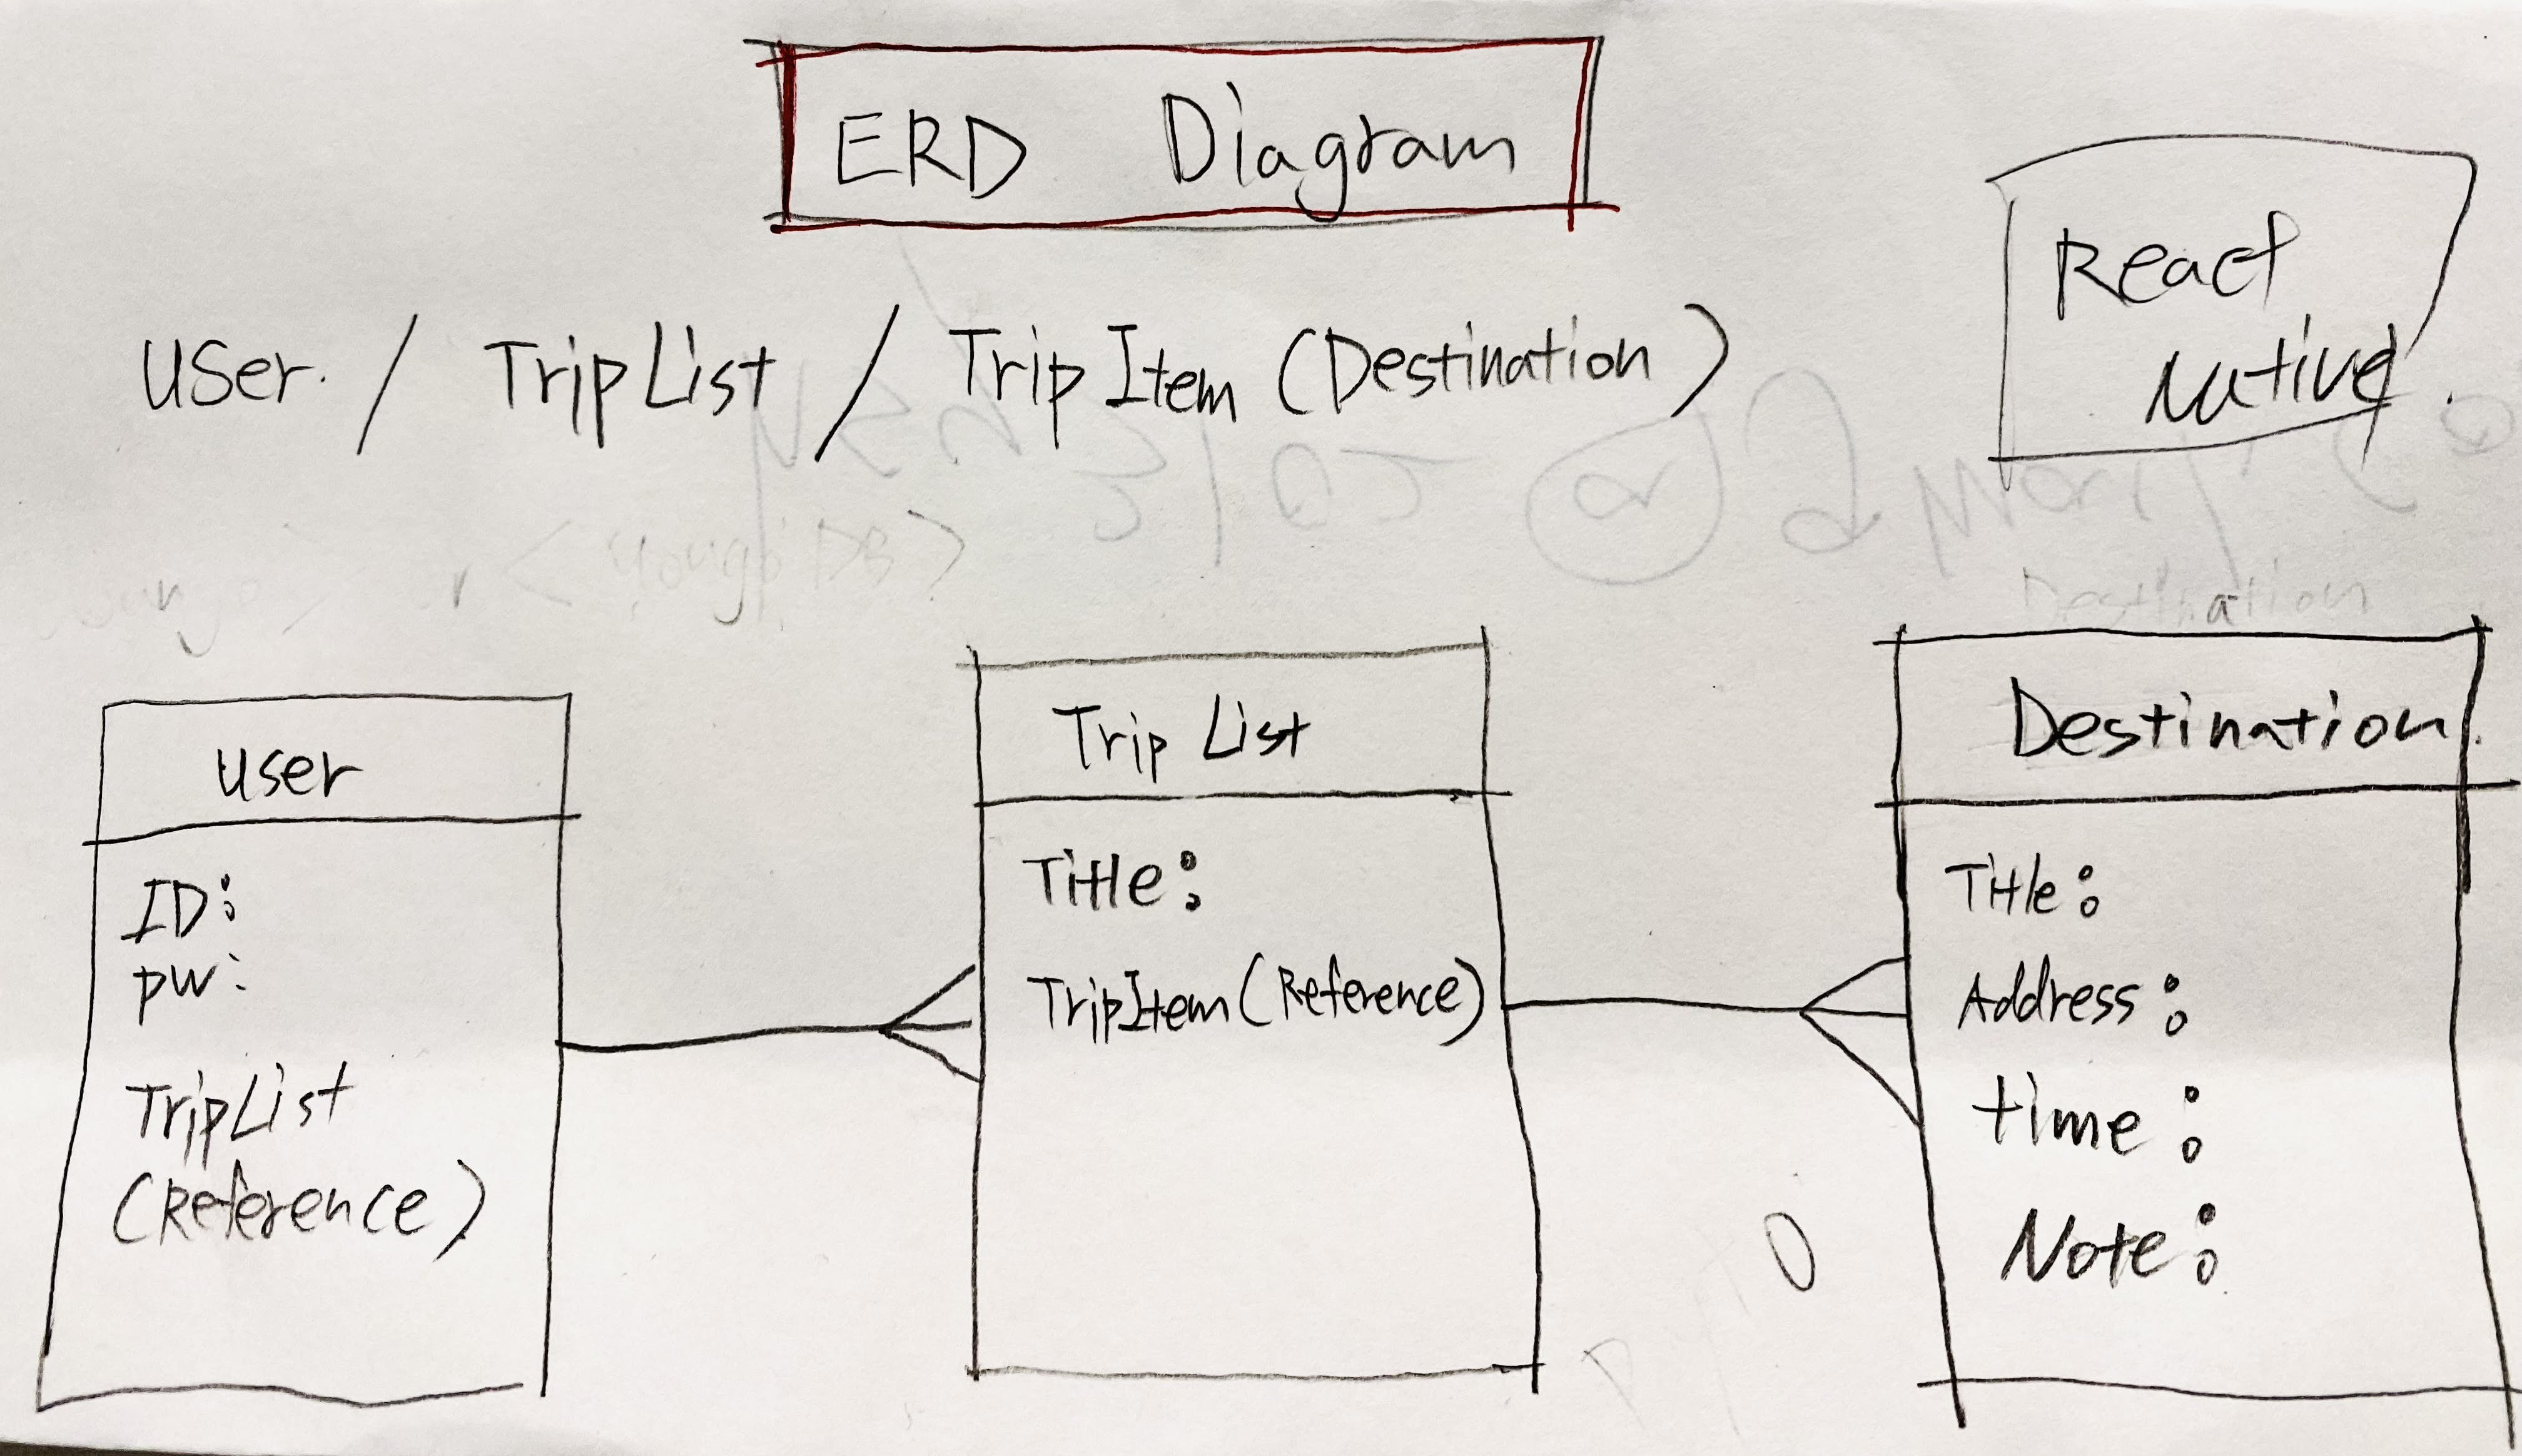 ERD Diagram
React
Native
User / TripList / TripItem (Destination)
Destination
User
ID:
pw:
TripList
(Reference)
Trip List
Title:
TripItem (Reference)
Destination
Title:
Address:
time:
Note: